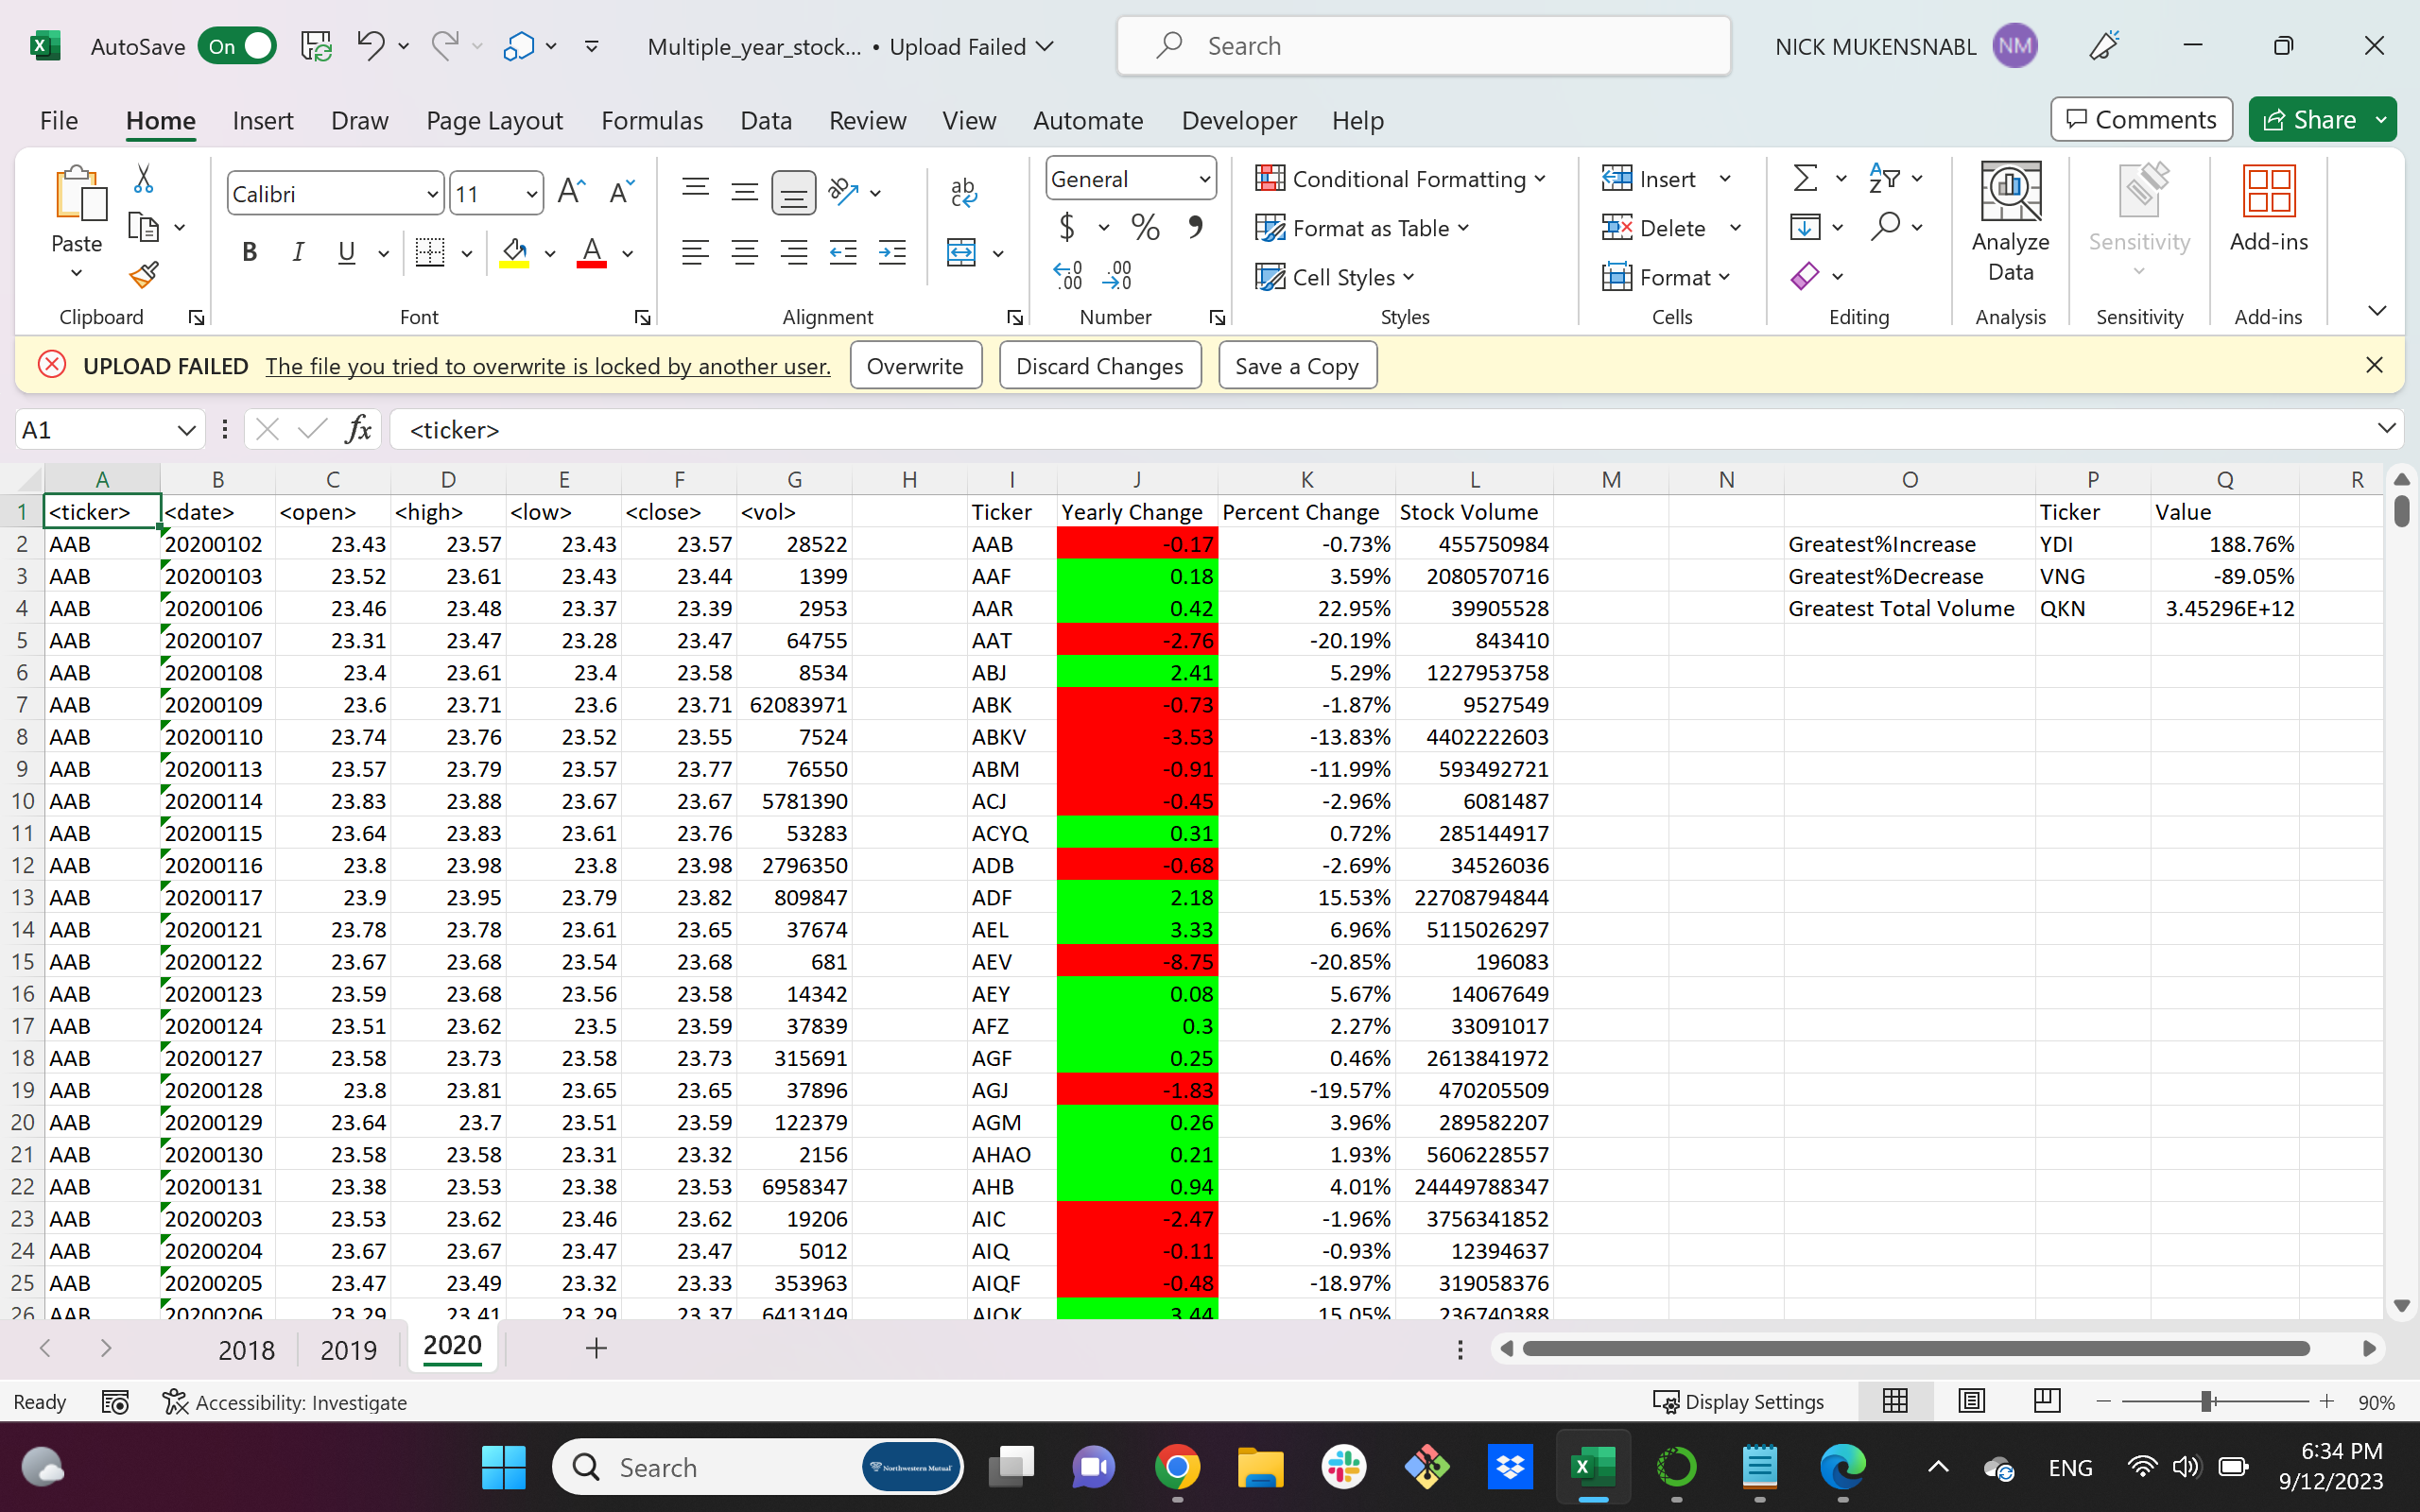 AutoSave On Multiple_year_stock... • Upload Failed Search NICK MUKENSNABL NM
File Home Insert Draw Page Layout Formulas Data Review View Automate Developer Help Comments Share
Paste Calibri 11 General Conditional Formatting Insert Analyze Data Sensitivity Add-ins
B I U Format as Table Delete
Cell Styles Format
Clipboard Font Alignment Number Styles Cells Editing Analysis Sensitivity Add-ins
UPLOAD FAILED The file you tried to overwrite is locked by another user. Overwrite Discard Changes Save a Copy
A1 fx <ticker>
A B C D E F G H I J K L M N O P Q R
1 <ticker> <date> <open> <high> <low> <close> <vol> Ticker Yearly Change Percent Change Stock Volume Ticker Value
2 AAB 20200102 23.43 23.57 23.43 23.57 28522 AAB -0.17 -0.73% 455750984 Greatest%Increase YDI 188.76%
3 AAB 20200103 23.52 23.61 23.43 23.44 1399 AAF 0.18 3.59% 2080570716 Greatest%Decrease VNG -89.05%
4 AAB 20200106 23.46 23.48 23.37 23.39 2953 AAR 0.42 22.95% 39905528 Greatest Total Volume QKN 3.45296E+12
5 AAB 20200107 23.31 23.47 23.28 23.47 64755 AAT -2.76 -20.19% 843410
6 AAB 20200108 23.4 23.61 23.4 23.58 8534 ABJ 2.41 5.29% 1227953758
7 AAB 20200109 23.6 23.71 23.6 23.71 62083971 ABK -0.73 -1.87% 9527549
8 AAB 20200110 23.74 23.76 23.52 23.55 7524 ABKV -3.53 -13.83% 4402222603
9 AAB 20200113 23.57 23.79 23.57 23.77 76550 ABM -0.91 -11.99% 593492721
10 AAB 20200114 23.83 23.88 23.67 23.67 5781390 ACJ -0.45 -2.96% 6081487
11 AAB 20200115 23.64 23.83 23.61 23.76 53283 ACYQ 0.31 0.72% 285144917
12 AAB 20200116 23.8 23.98 23.8 23.98 2796350 ADB -0.68 -2.69% 34526036
13 AAB 20200117 23.9 23.95 23.79 23.82 809847 ADF 2.18 15.53% 22708794844
14 AAB 20200121 23.78 23.78 23.61 23.65 37674 AEL 3.33 6.96% 5115026297
15 AAB 20200122 23.67 23.68 23.54 23.68 681 AEV -8.75 -20.85% 196083
16 AAB 20200123 23.59 23.68 23.56 23.58 14342 AEY 0.08 5.67% 14067649
17 AAB 20200124 23.51 23.62 23.5 23.59 37839 AFZ 0.3 2.27% 33091017
18 AAB 20200127 23.58 23.73 23.58 23.73 315691 AGF 0.25 0.46% 2613841972
19 AAB 20200128 23.8 23.81 23.65 23.65 37896 AGJ -1.83 -19.57% 470205509
20 AAB 20200129 23.64 23.7 23.51 23.59 122379 AGM 0.26 3.96% 289582207
21 AAB 20200130 23.58 23.58 23.31 23.32 2156 AHAO 0.21 1.93% 5606228557
22 AAB 20200131 23.38 23.53 23.38 23.53 6958347 AHB 0.94 4.01% 24449788347
23 AAB 20200203 23.53 23.62 23.46 23.62 19206 AIC -2.47 -1.96% 3756341852
24 AAB 20200204 23.67 23.67 23.47 23.47 5012 AIQ -0.11 -0.93% 12394637
25 AAB 20200205 23.47 23.49 23.32 23.33 353963 AIQF -0.48 -18.97% 319058376
26 AAB 20200206 23.29 23.41 23.29 23.37 6413149 AIQK 3.44 15.05% 236740388
2018 2019 2020
Ready Accessibility: Investigate Display Settings 90%
Search Northwestern Mutual ENG 6:34 PM
9/12/2023